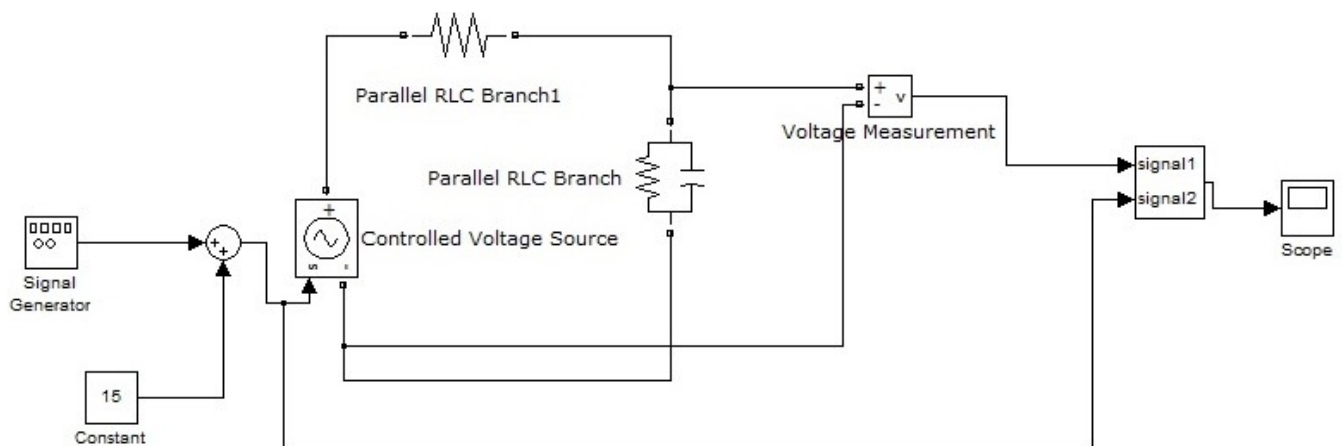 Parallel RLC Branch1
+
-
v
Voltage Measurement
Parallel RLC Branch
signal1
signal2
Scope
+
s
-
Controlled Voltage Source
+
+
Signal
Generator
15
Constant